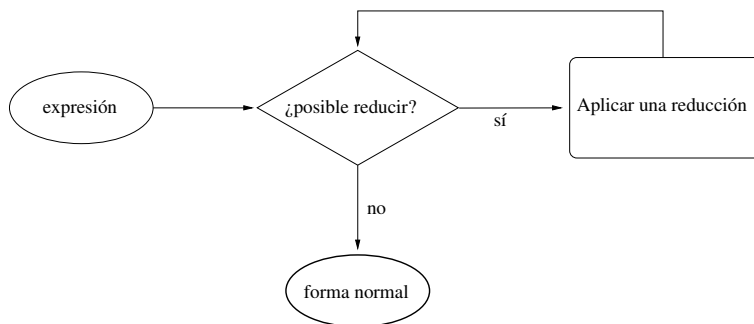 expresión
¿posible reducir?
sí
Aplicar una reducción
no
forma normal